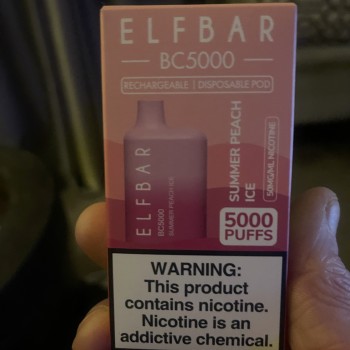 ELFBAR
BC5000
RECHARGEABLE | DISPOSABLE POD
ELFBAR
BC5000
SUMMER PEACH ICE
SUMMER PEACH
ICE
50MG/ML NICOTINE
5000
PUFFS
WARNING:
This product
contains nicotine.
Nicotine is an
addictive chemical.